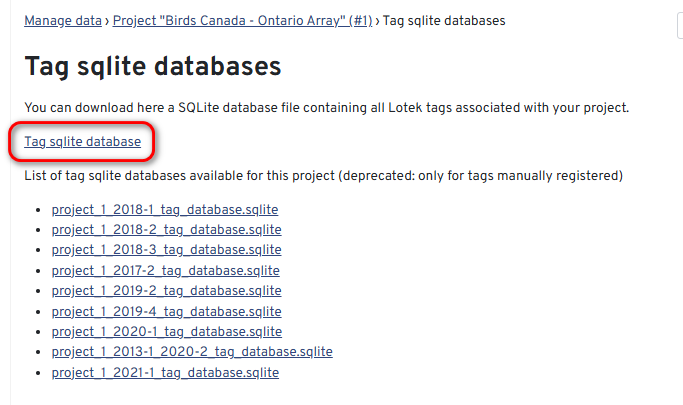 Manage data › Project "Birds Canada - Ontario Array" (#1) › Tag sqlite databases
Tag sqlite databases
You can download here a SQLite database file containing all Lotek tags associated with your project.
Tag sqlite database
List of tag sqlite databases available for this project (deprecated: only for tags manually registered)
• project_1_2018-1_tag_database.sqlite
• project_1_2018-2_tag_database.sqlite
• project_1_2018-3_tag_database.sqlite
• project_1_2017-2_tag_database.sqlite
• project_1_2019-2_tag_database.sqlite
• project_1_2019-4_tag_database.sqlite
• project_1_2020-1_tag_database.sqlite
• project_1_2013-1_2020-2_tag_database.sqlite
• project_1_2021-1_tag_database.sqlite